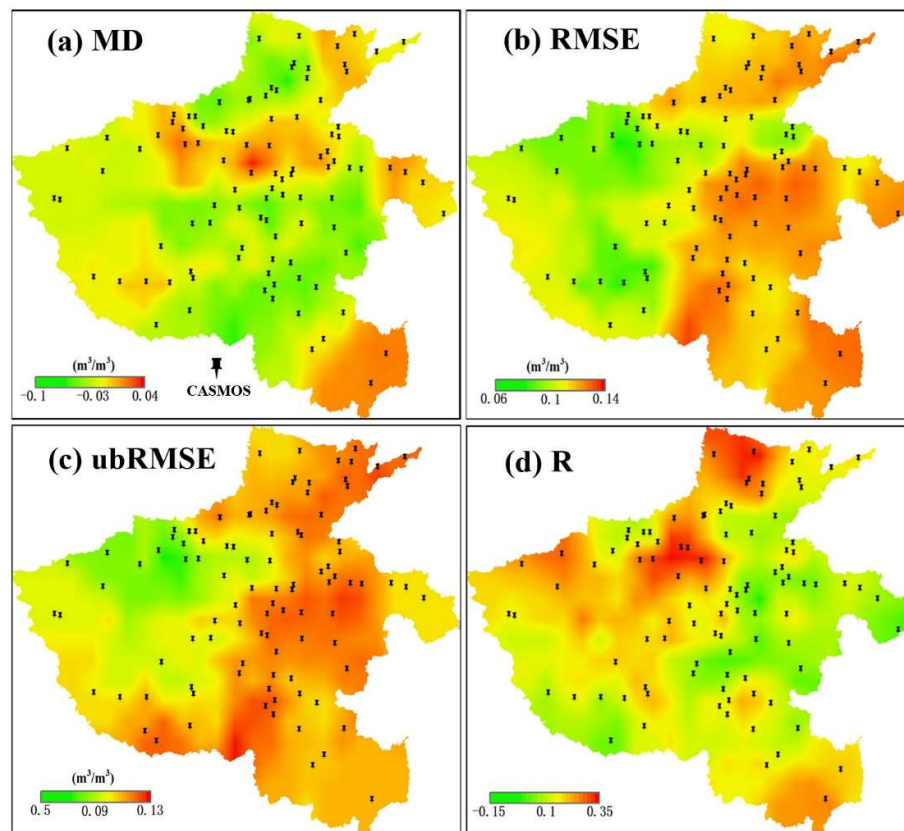 (a) MD
(m³/m³)
-0.1 -0.03 0.04
CASMOS
(b) RMSE
(m³/m³)
0.06 0.1 0.14
(c) ubRMSE
(m³/m³)
0.5 0.09 0.13
(d) R
-0.15 0.1 0.35